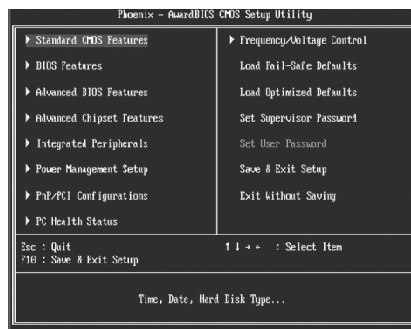 Phoenix - AwardBIOS CMOS Setup Utility
▶ Standard CMOS Features
▶ BIOS Features
▶ Advanced BIOS Features
▶ Advanced Chipset Features
▶ Integrated Peripherals
▶ Power Management Setup
▶ PnP/PCI Configurations
▶ PC Health Status
▶ Frequency/Voltage Control
Load Fail-Safe Defaults
Load Optimized Defaults
Set Supervisor Password
Set User Password
Save & Exit Setup
Exit Without Saving
Esc : Quit
F10 : Save & Exit Setup
↑ ↓ → ← : Select Item
Time, Date, Hard Disk Type...